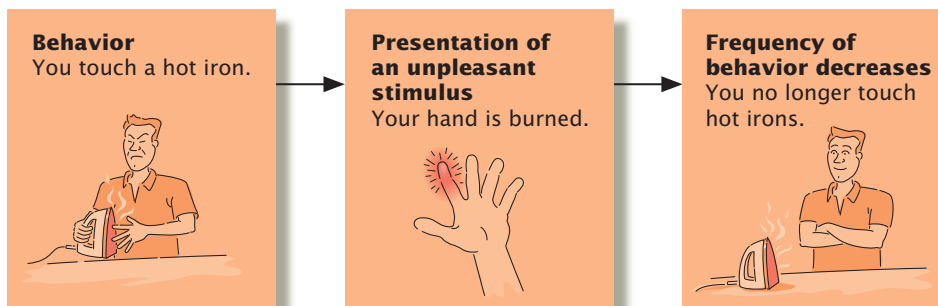 Behavior
You touch a hot iron.
Presentation of
an unpleasant
stimulus
Your hand is burned.
Frequency of
behavior decreases
You no longer touch
hot irons.